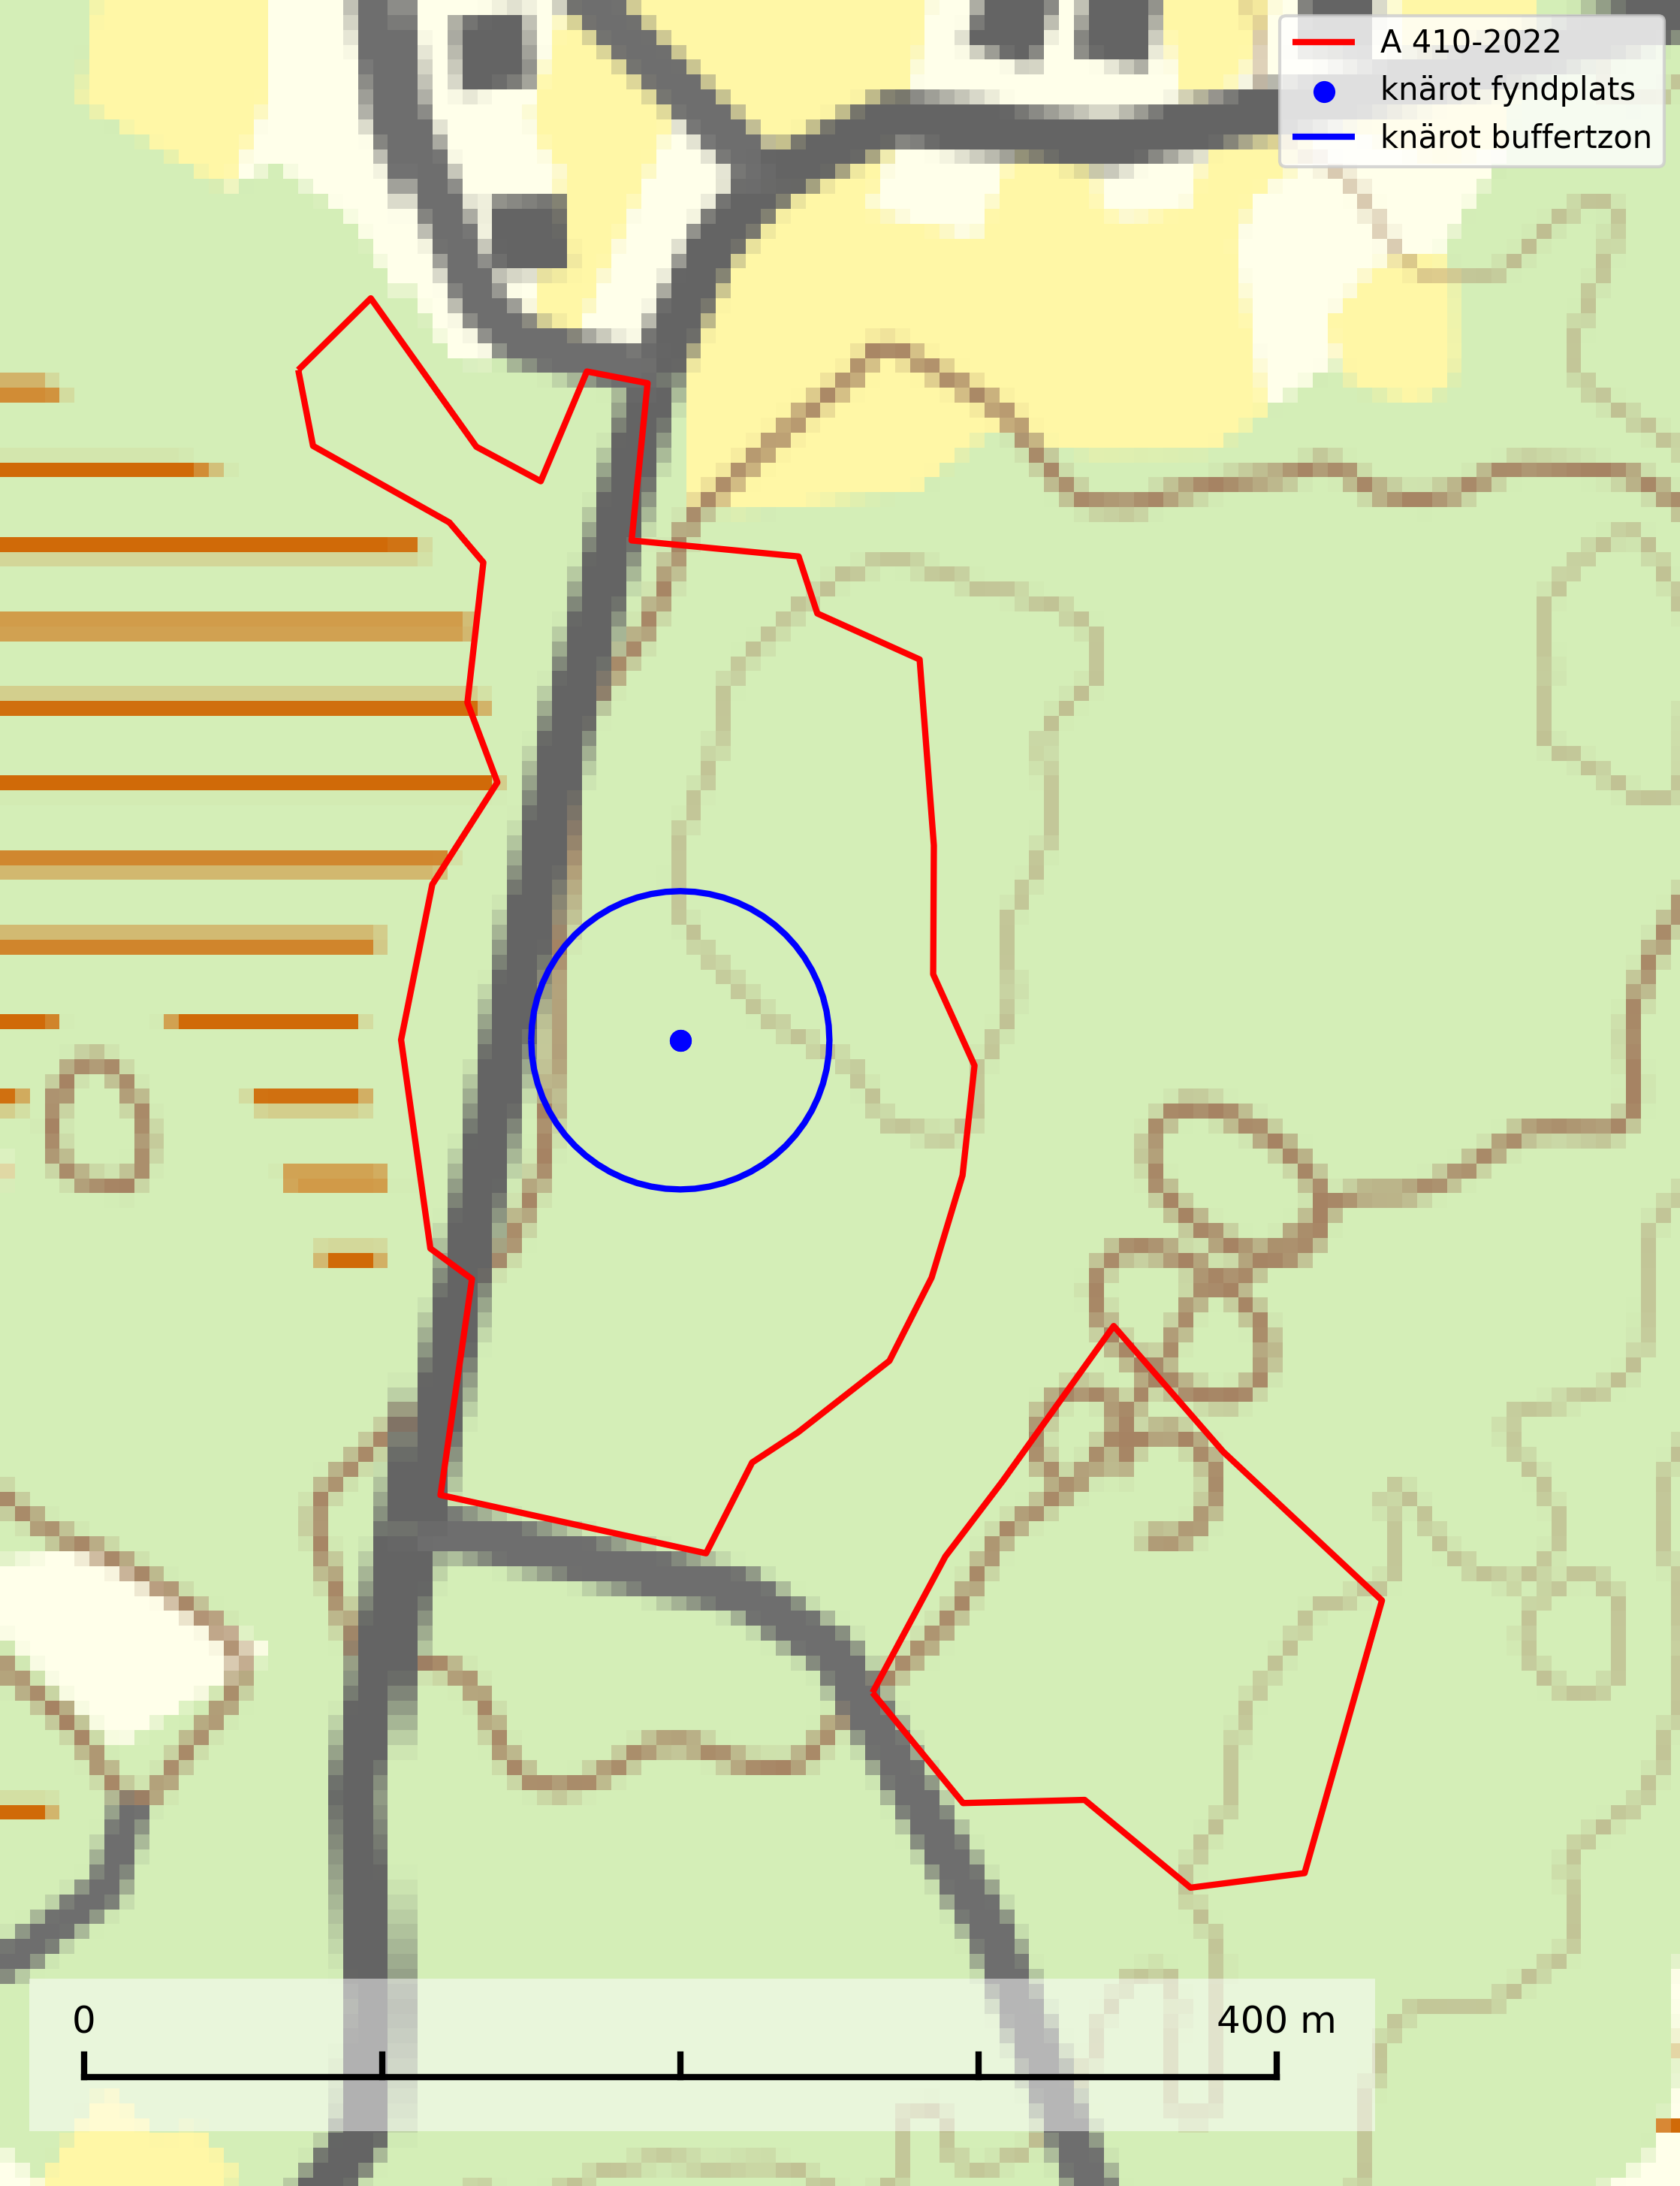 A 410-2022
knärot fyndplats
knärot buffertzon
0 400 m